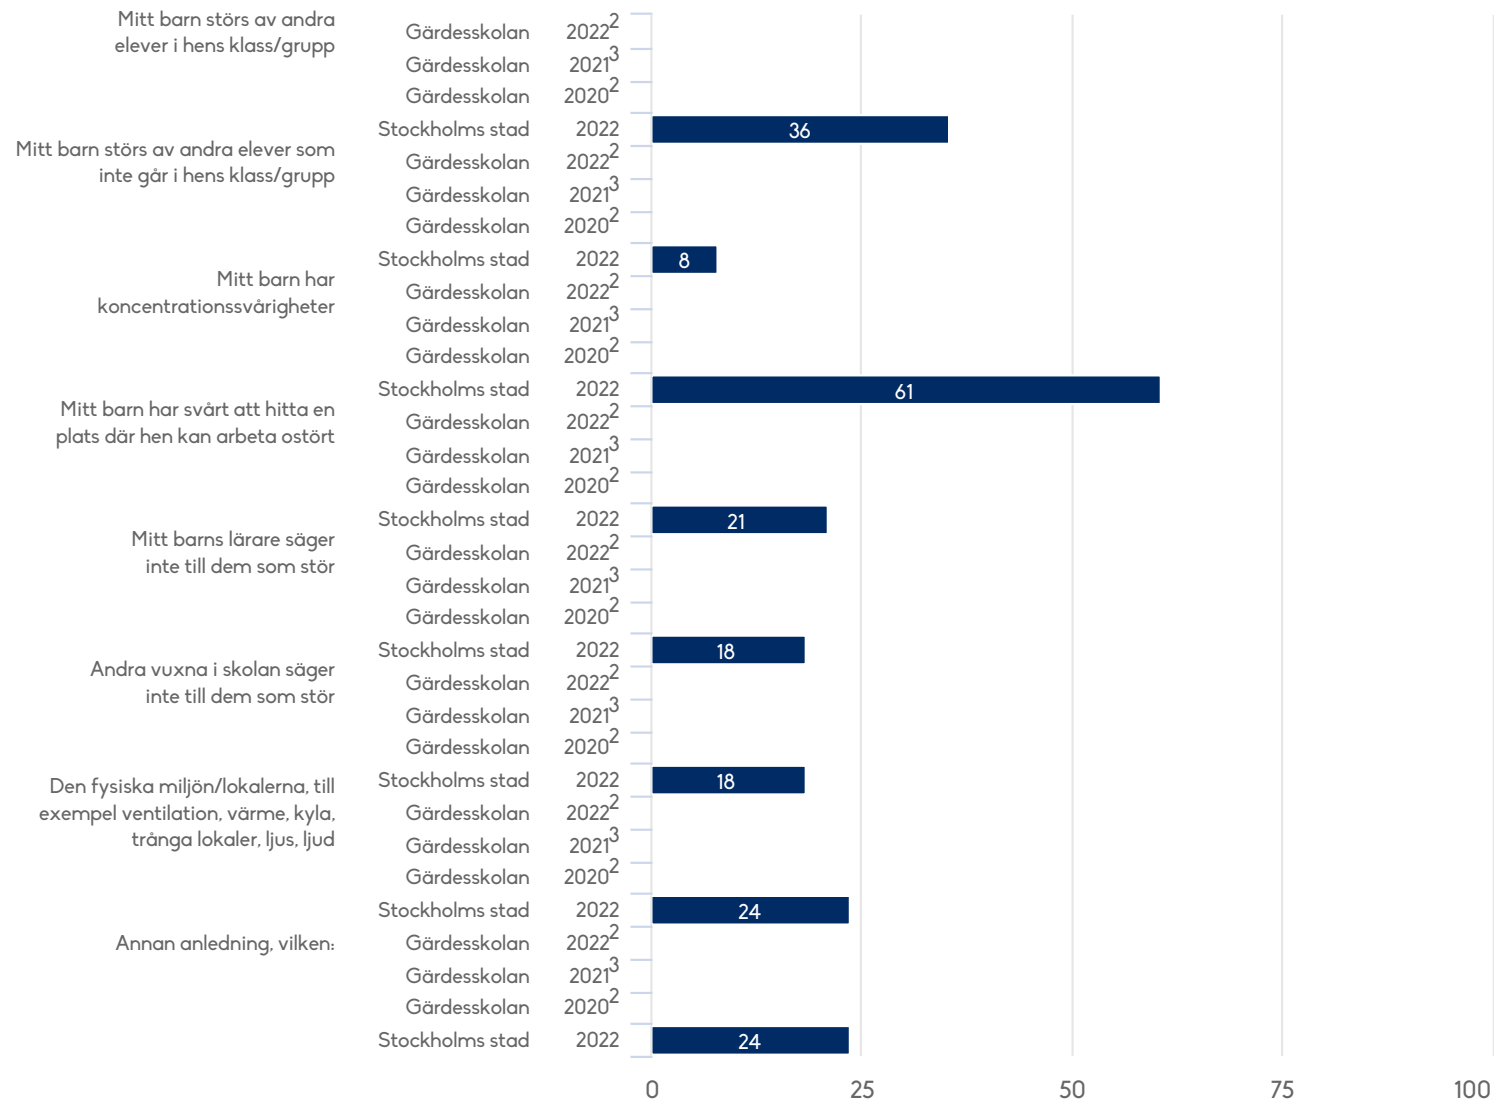 Mitt barn störs av andra
elever i hens klass/grupp
Gärdesskolan 2022²
Gärdesskolan 2021³
Gärdesskolan 2020²
Stockholms stad 2022 36
Mitt barn störs av andra elever som
inte går i hens klass/grupp
Gärdesskolan 2022²
Gärdesskolan 2021³
Gärdesskolan 2020²
Stockholms stad 2022 8
Mitt barn har
koncentrationssvårigheter
Gärdesskolan 2022²
Gärdesskolan 2021³
Gärdesskolan 2020²
Stockholms stad 2022 61
Mitt barn har svårt att hitta en
plats där hen kan arbeta ostört
Gärdesskolan 2022²
Gärdesskolan 2021³
Gärdesskolan 2020²
Stockholms stad 2022 21
Mitt barns lärare säger
inte till dem som stör
Gärdesskolan 2022²
Gärdesskolan 2021³
Gärdesskolan 2020²
Stockholms stad 2022 18
Andra vuxna i skolan säger
inte till dem som stör
Gärdesskolan 2022²
Gärdesskolan 2021³
Gärdesskolan 2020²
Stockholms stad 2022 18
Den fysiska miljön/lokalerna, till
exempel ventilation, värme, kyla,
trånga lokaler, ljus, ljud
Gärdesskolan 2022²
Gärdesskolan 2021³
Gärdesskolan 2020²
Stockholms stad 2022 24
Annan anledning, vilken:
Gärdesskolan 2022²
Gärdesskolan 2021³
Gärdesskolan 2020²
Stockholms stad 2022 24
0 25 50 75 100